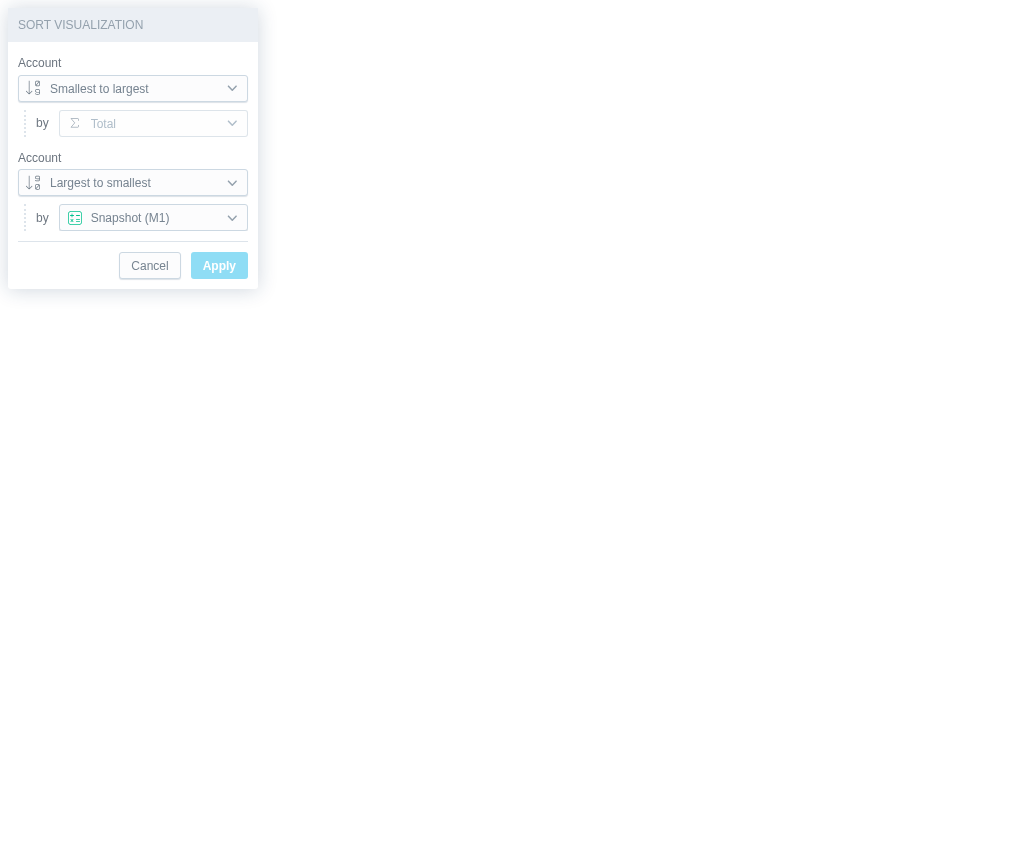 SORT VISUALIZATION
Account
Smallest to largest
by Total
Account
Largest to smallest
by Snapshot (M1)
Cancel Apply